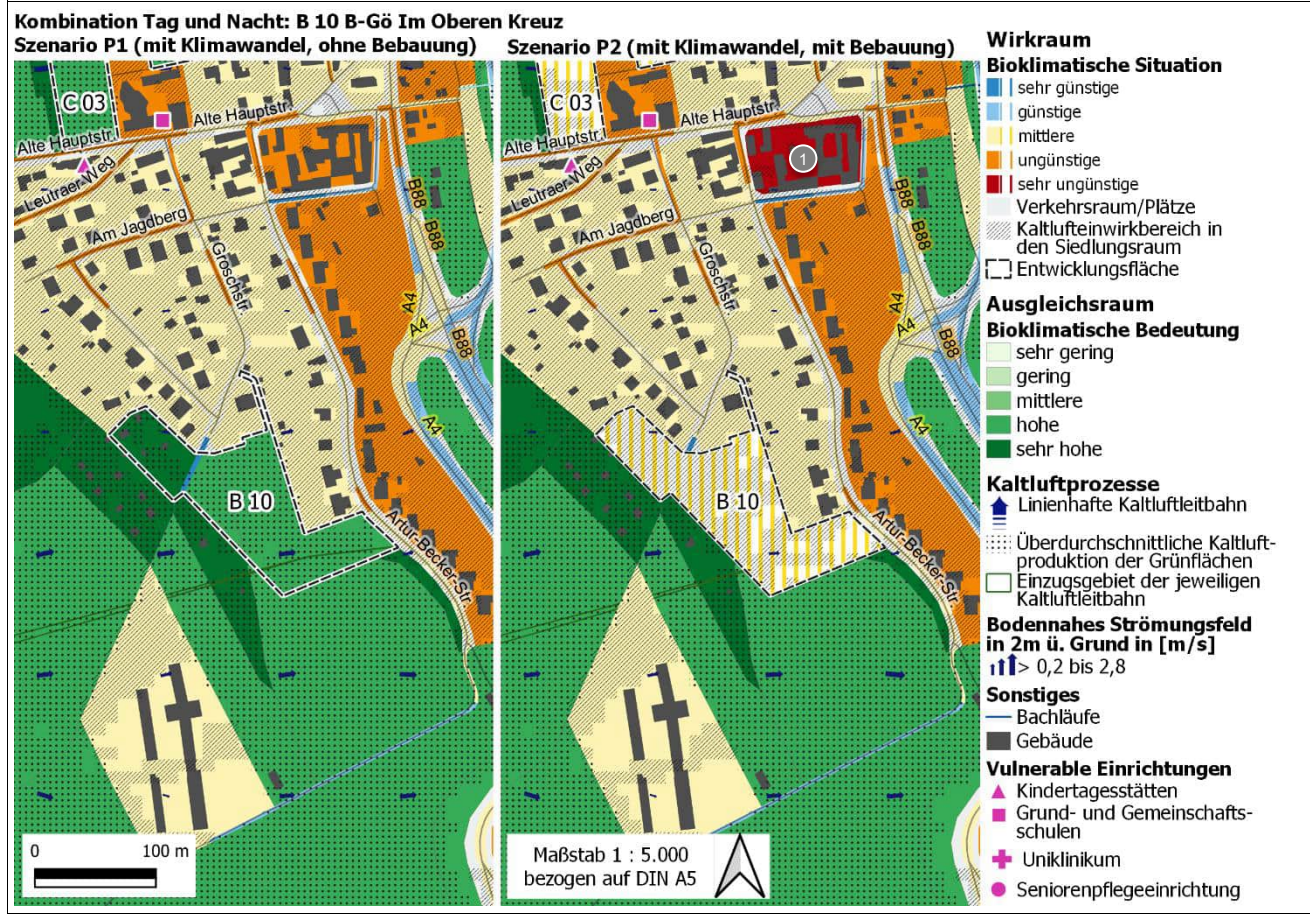 Kombination Tag und Nacht: B 10 B-Gö Im Oberen Kreuz
Szenario P1 (mit Klimawandel, ohne Bebauung)
C 03
Alte Hauptstr.
Alte Hauptstr.
Leutraer Weg
Am Jagdberg
Groschstr.
B88
B88
A4
A4
B88
A4
B 10
Artur-Becker-Str
0 100 m
Szenario P2 (mit Klimawandel, mit Bebauung)
C 03
Alte Hauptstr.
Alte Hauptstr.
1
Leutraer Weg
Am Jagdberg
Groschstr.
B88
B88
A4
A4
B88
A4
B 10
Artur-Becker-Str
Maßstab 1 : 5.000
bezogen auf DIN A5
Wirkraum
Bioklimatische Situation
sehr günstige
günstige
mittlere
ungünstige
sehr ungünstige
Verkehrsraum/Plätze
Kaltlufteinwirkbereich in
den Siedlungsraum
Entwicklungsfläche
Ausgleichsraum
Bioklimatische Bedeutung
sehr gering
gering
mittlere
hohe
sehr hohe
Kaltluftprozesse
Linienhafte Kaltluftleitbahn
Überdurchschnittliche Kaltluft-
produktion der Grünflächen
Einzugsgebiet der jeweiligen
Kaltluftleitbahn
Bodennahes Strömungsfeld
in 2m ü. Grund in [m/s]
> 0,2 bis 2,8
Sonstiges
Bachläufe
Gebäude
Vulnerable Einrichtungen
Kindertagesstätten
Grund- und Gemeinschafts-
schulen
Uniklinikum
Seniorenpflegeeinrichtung